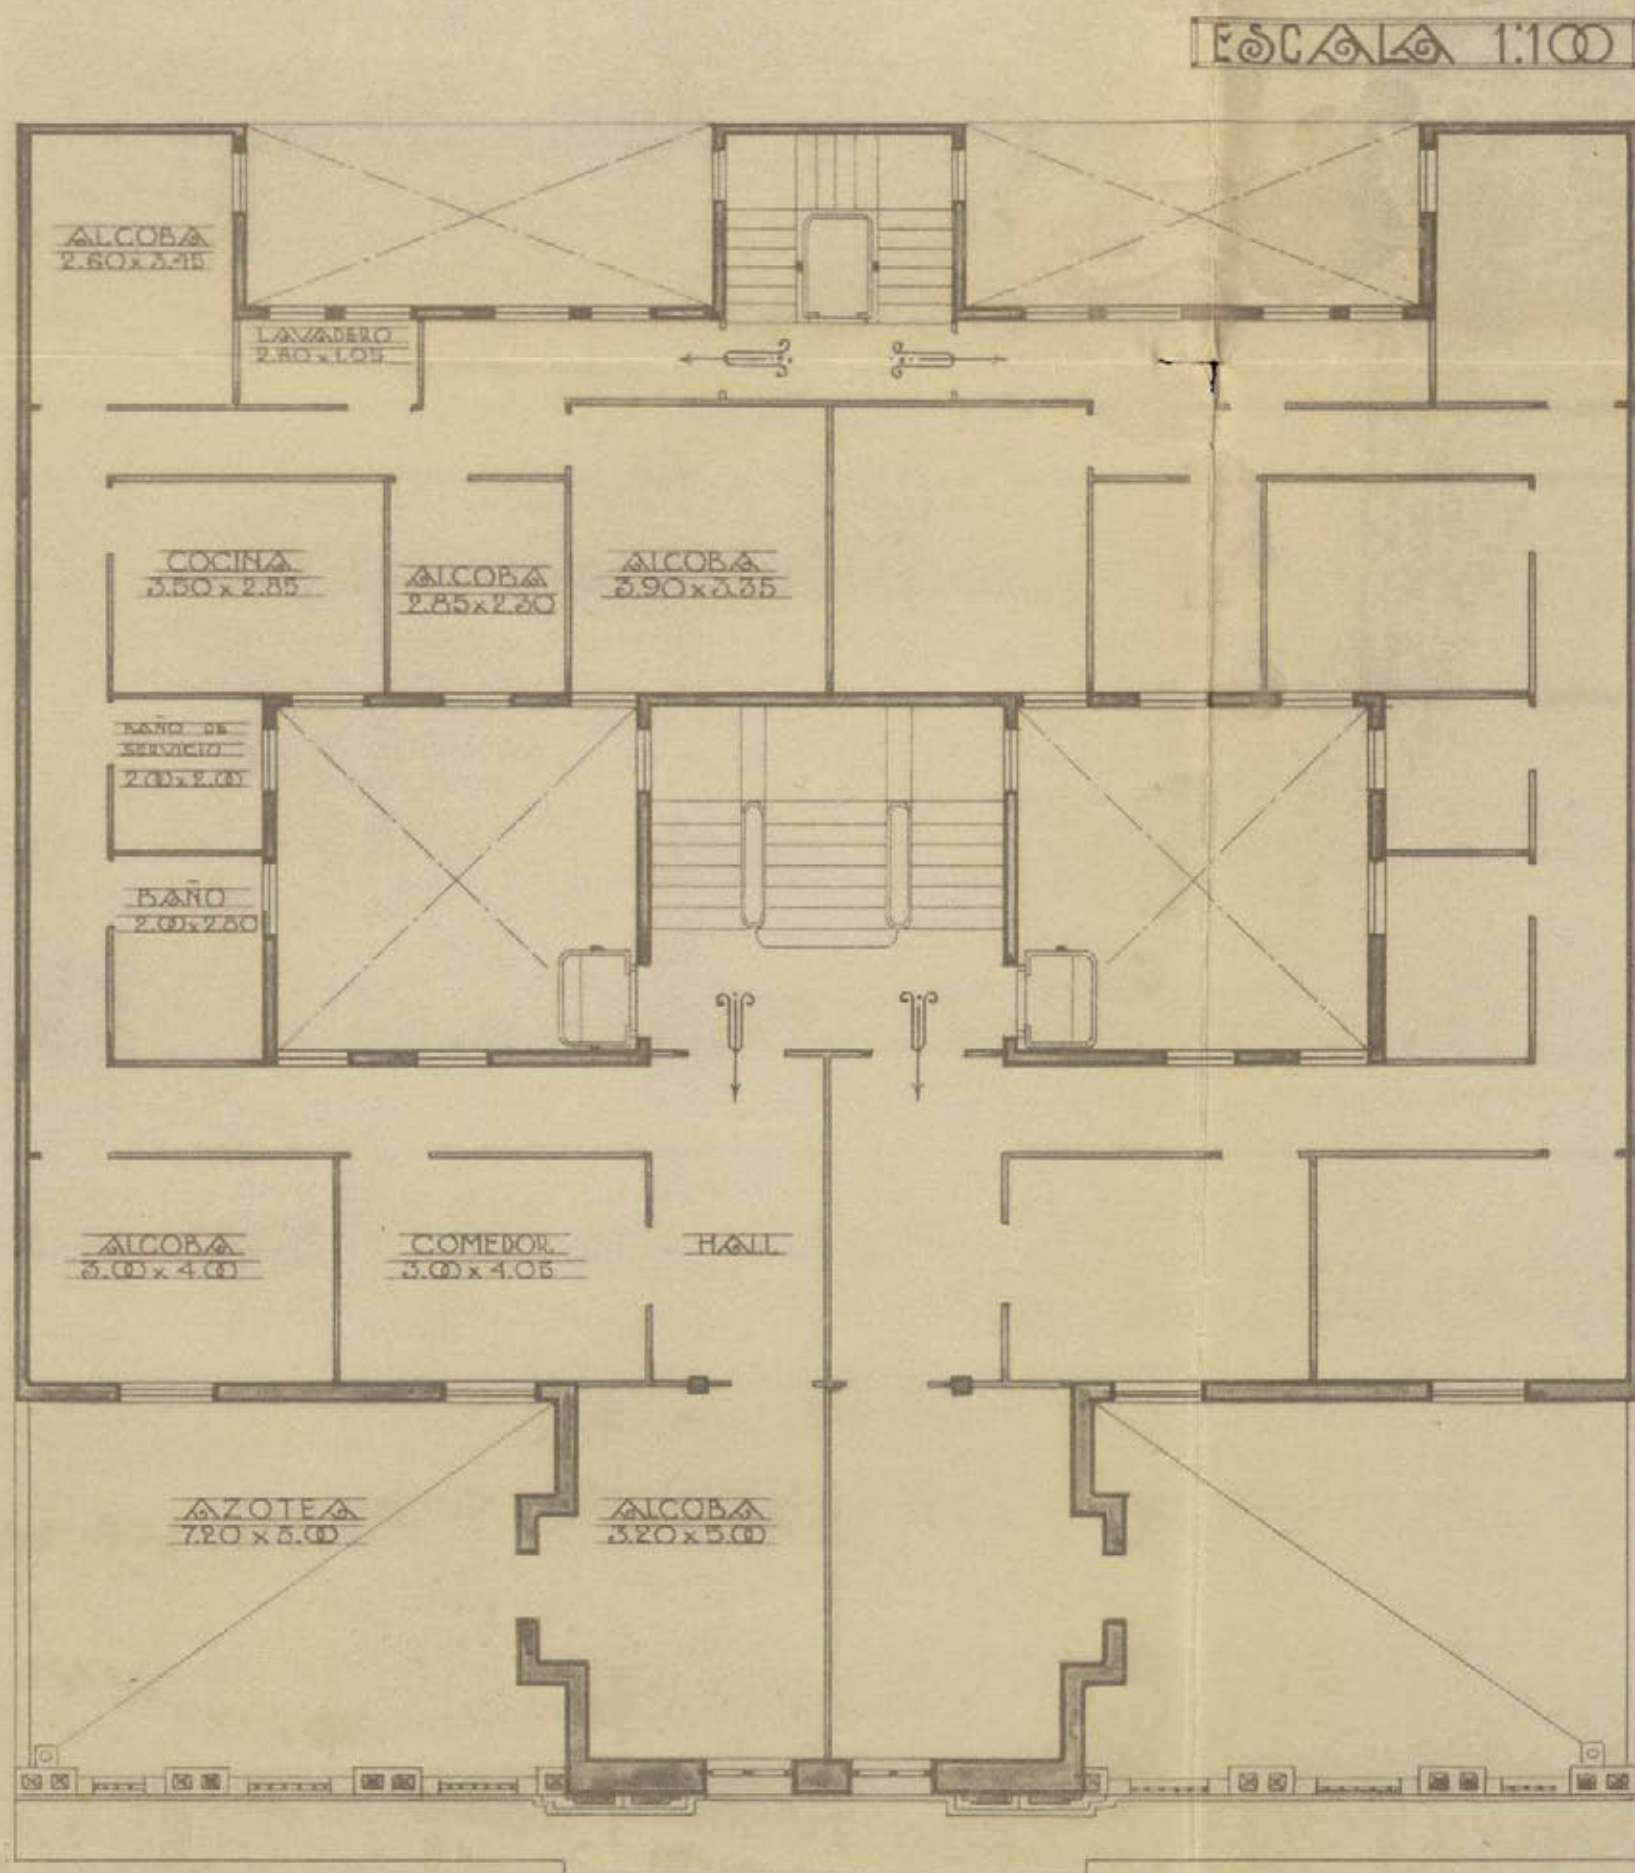 ESCALA 1:100
ALCOBA
2.60 x 3.45
LAVADERO
2.80 x 1.05
COCINA
3.50 x 2.85
ALCOBA
2.85 x 2.30
ALCOBA
3.90 x 3.35
BAÑO DE
SERVICIO
2.00 x 2.00
BAÑO
2.00 x 2.80
ALCOBA
3.00 x 4.00
COMEDOR
3.00 x 4.05
HALL
AZOTEA
7.20 x 5.00
ALCOBA
3.20 x 5.00